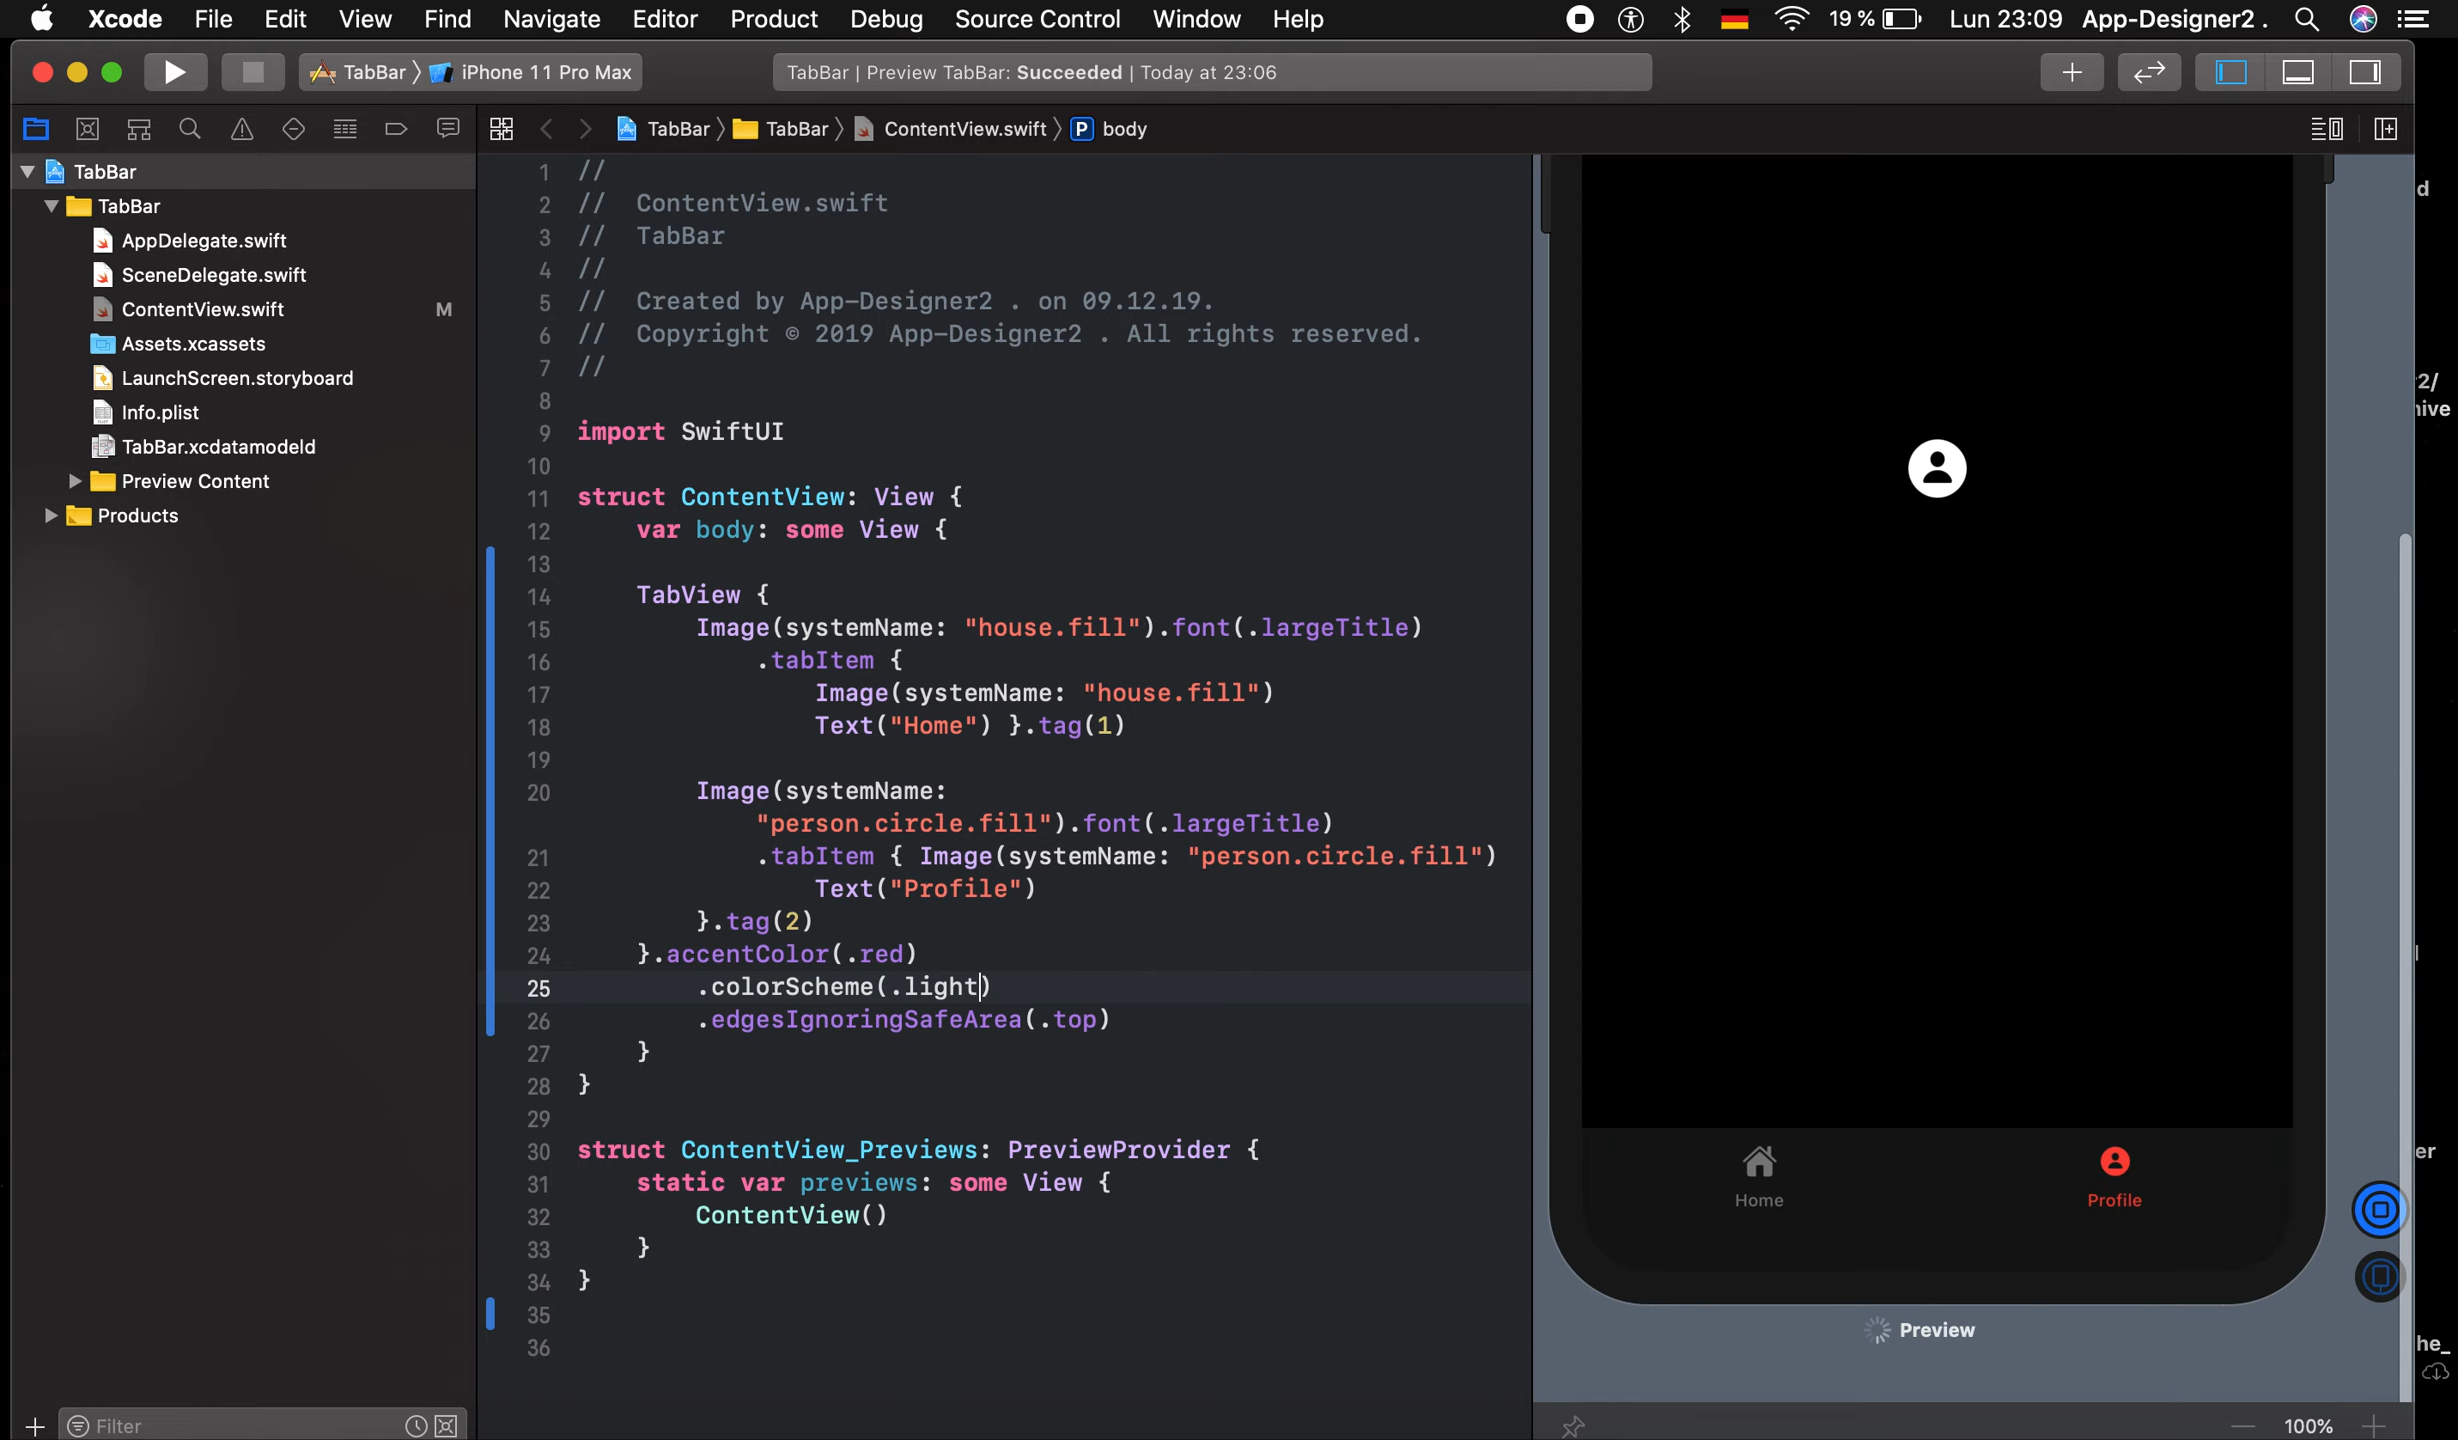 Xcode File Edit View Find Navigate Editor Product Debug Source Control Window Help 19 % Lun 23:09 App-Designer2 .
TabBar 〉 iPhone 11 Pro Max
TabBar | Preview TabBar: Succeeded | Today at 23:06
TabBar 〉 TabBar 〉 ContentView.swift 〉 P body
TabBar
TabBar
AppDelegate.swift
SceneDelegate.swift
ContentView.swift M
Assets.xcassets
LaunchScreen.storyboard
Info.plist
TabBar.xcdatamodeld
Preview Content
Products
Filter
1 //
2 //  ContentView.swift
3 //  TabBar
4 //
5 //  Created by App-Designer2 . on 09.12.19.
6 //  Copyright © 2019 App-Designer2 . All rights reserved.
7 //
8
9 import SwiftUI
10
11 struct ContentView: View {
12     var body: some View {
13
14     TabView {
15         Image(systemName: "house.fill").font(.largeTitle)
16             .tabItem {
17                 Image(systemName: "house.fill")
18                 Text("Home") }.tag(1)
19
20         Image(systemName:
            "person.circle.fill").font(.largeTitle)
21             .tabItem { Image(systemName: "person.circle.fill")
22                 Text("Profile")
23         }.tag(2)
24     }.accentColor(.red)
25         .colorScheme(.light)
26         .edgesIgnoringSafeArea(.top)
27     }
28 }
29
30 struct ContentView_Previews: PreviewProvider {
31     static var previews: some View {
32         ContentView()
33     }
34 }
35
36
Home
Profile
Preview
100%
d
2/
ive
er
he_